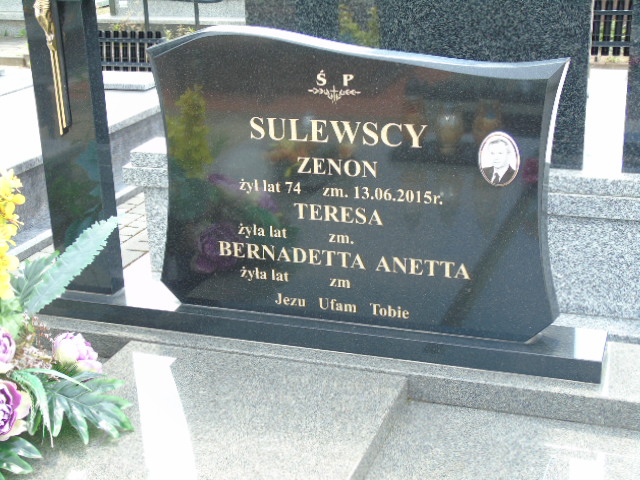 Ś P
SULEWSCY
ZENON
żył lat 74 zm. 13.06.2015r.
TERESA
żyła lat zm.
BERNADETTA ANETTA
żyła lat zm
Jezu Ufam Tobie